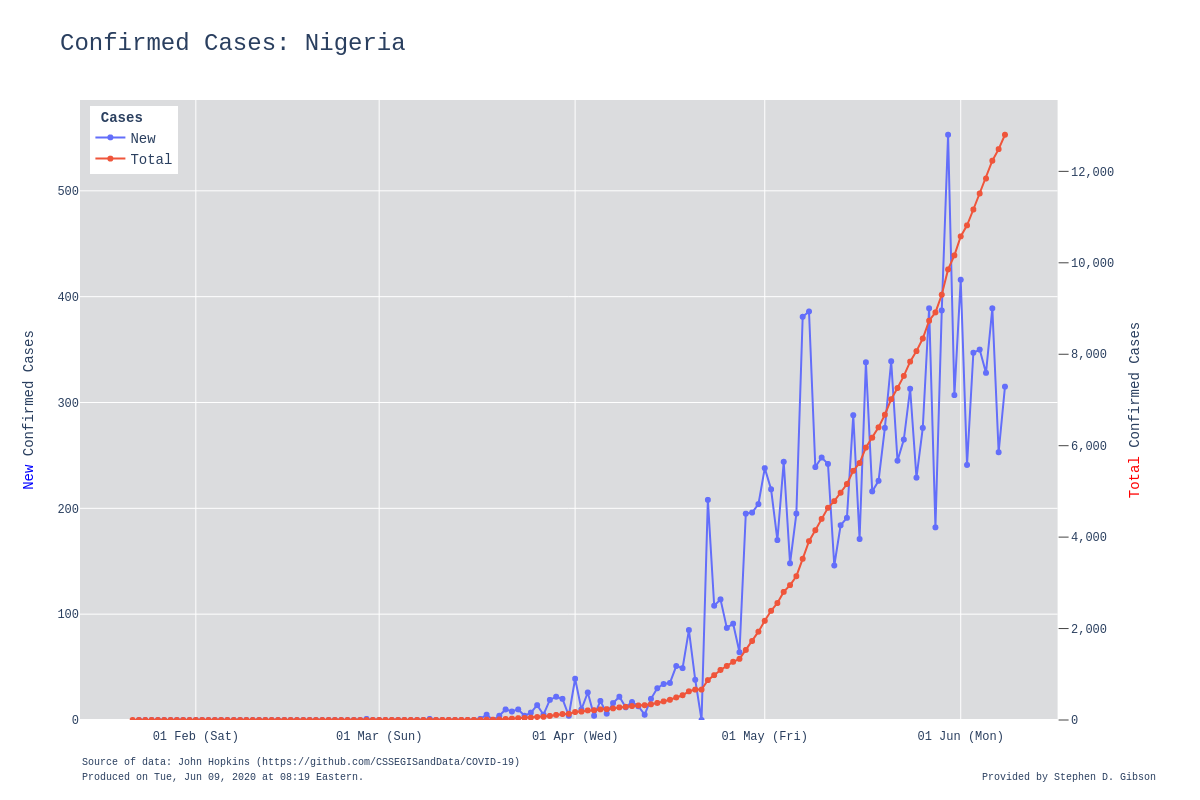 Confirmed Cases: Nigeria
Cases
New
Total
500
400
300
200
100
0
New Confirmed Cases
12,000
10,000
8,000
6,000
4,000
2,000
0
Total Confirmed Cases
01 Feb (Sat)
01 Mar (Sun)
01 Apr (Wed)
01 May (Fri)
01 Jun (Mon)
Source of data: John Hopkins (https://github.com/CSSEGISandData/COVID-19)
Produced on Tue, Jun 09, 2020 at 08:19 Eastern.
Provided by Stephen D. Gibson